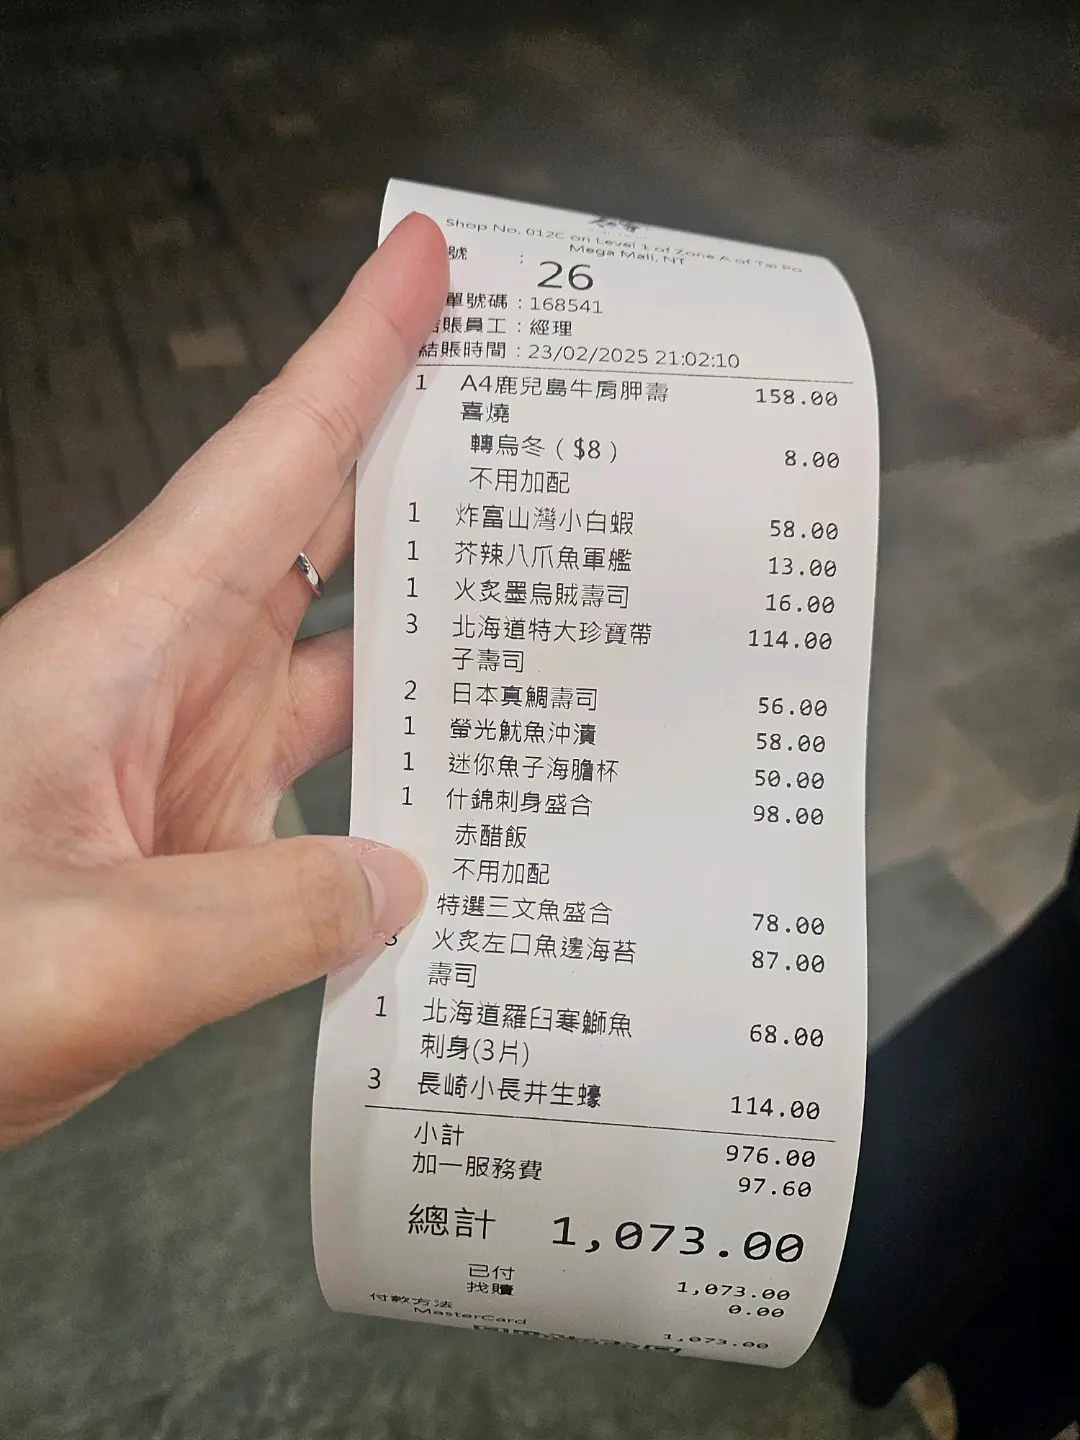 Shop No. 012C on Level 1 of Zone A of Tai Po
Mega Mall, NT
號 : 26
單號碼：168541
結賬員工：經理
結賬時間：23/02/2025 21:02:10
1 A4鹿兒島牛肩胛壽 158.00
喜燒
轉烏冬（$8） 8.00
不用加配
1 炸富山灣小白蝦 58.00
1 芥辣八爪魚軍艦 13.00
1 火炙墨烏賊壽司 16.00
3 北海道特大珍寶帶 114.00
子壽司
2 日本真鯛壽司 56.00
1 螢光魷魚沖漬 58.00
1 迷你魚子海膽杯 50.00
1 什錦刺身盛合 98.00
赤醋飯
不用加配
特選三文魚盛合 78.00
3 火炙左口魚邊海苔 87.00
壽司
1 北海道羅臼寒鰤魚 68.00
刺身(3片)
3 長崎小長井生蠔 114.00
小計 976.00
加一服務費 97.60
總計 1,073.00
已付 1,073.00
找贖 0.00
付款方法
MasterCard 1,073.00